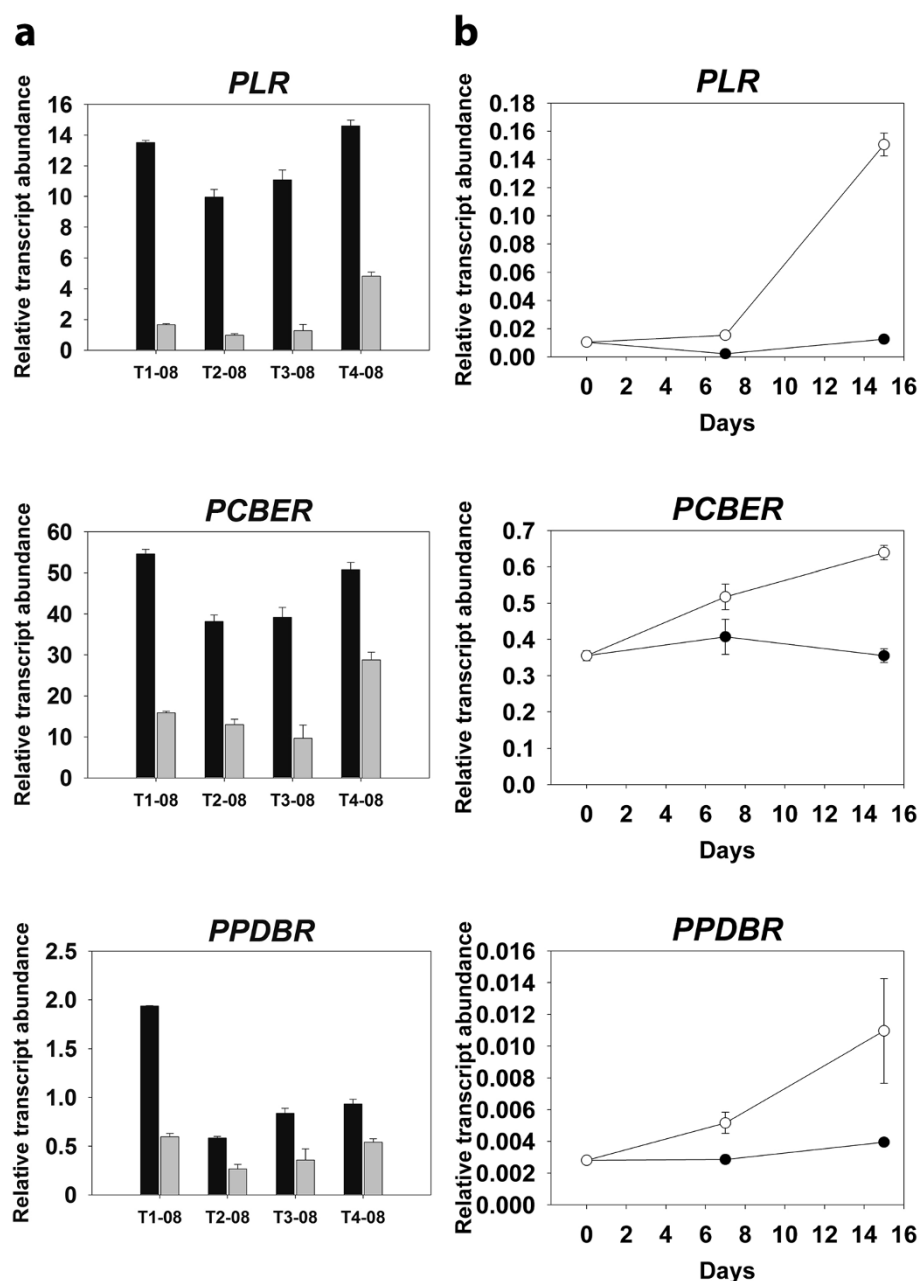 a
PLR
Relative transcript abundance
16
14
12
10
8
6
4
2
0
T1-08 T2-08 T3-08 T4-08
b
PLR
Relative transcript abundance
0.18
0.16
0.14
0.12
0.10
0.08
0.06
0.04
0.02
0.00
0 2 4 6 8 10 12 14 16
Days
PCBER
Relative transcript abundance
60
50
40
30
20
10
0
T1-08 T2-08 T3-08 T4-08
PCBER
Relative transcript abundance
0.7
0.6
0.5
0.4
0.3
0.2
0.1
0.0
0 2 4 6 8 10 12 14 16
Days
PPDBR
Relative transcript abundance
2.5
2.0
1.5
1.0
0.5
0
T1-08 T2-08 T3-08 T4-08
PPDBR
Relative transcript abundance
0.016
0.014
0.012
0.010
0.008
0.006
0.004
0.002
0.000
0 2 4 6 8 10 12 14 16
Days